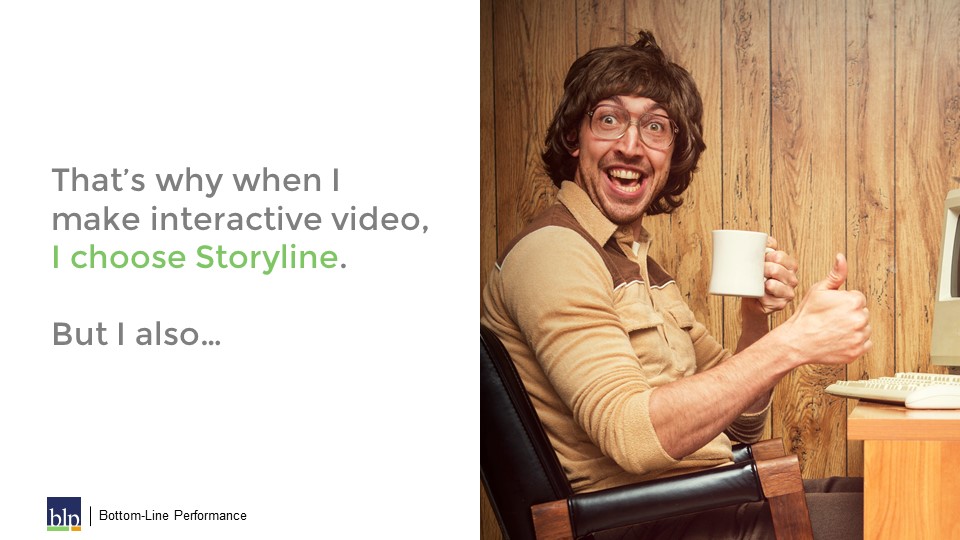 That’s why when I
make interactive video,
I choose Storyline.
But I also…
blp
Bottom-Line Performance